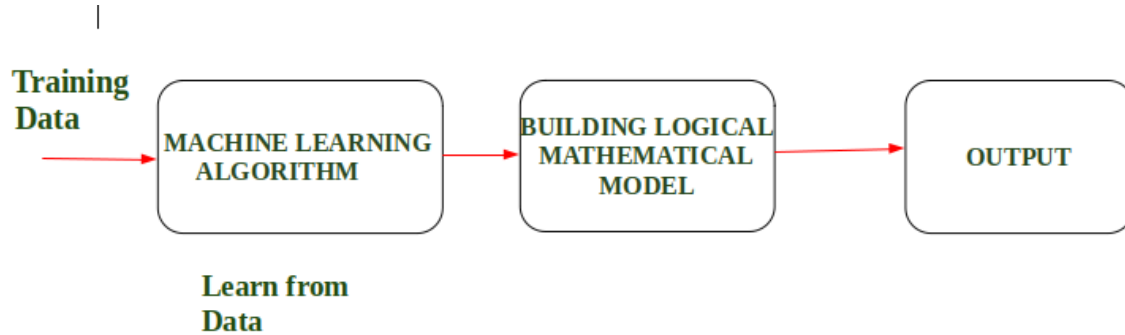 Training
Data
MACHINE LEARNING
ALGORITHM
BUILDING LOGICAL
MATHEMATICAL
MODEL
OUTPUT
Learn from
Data